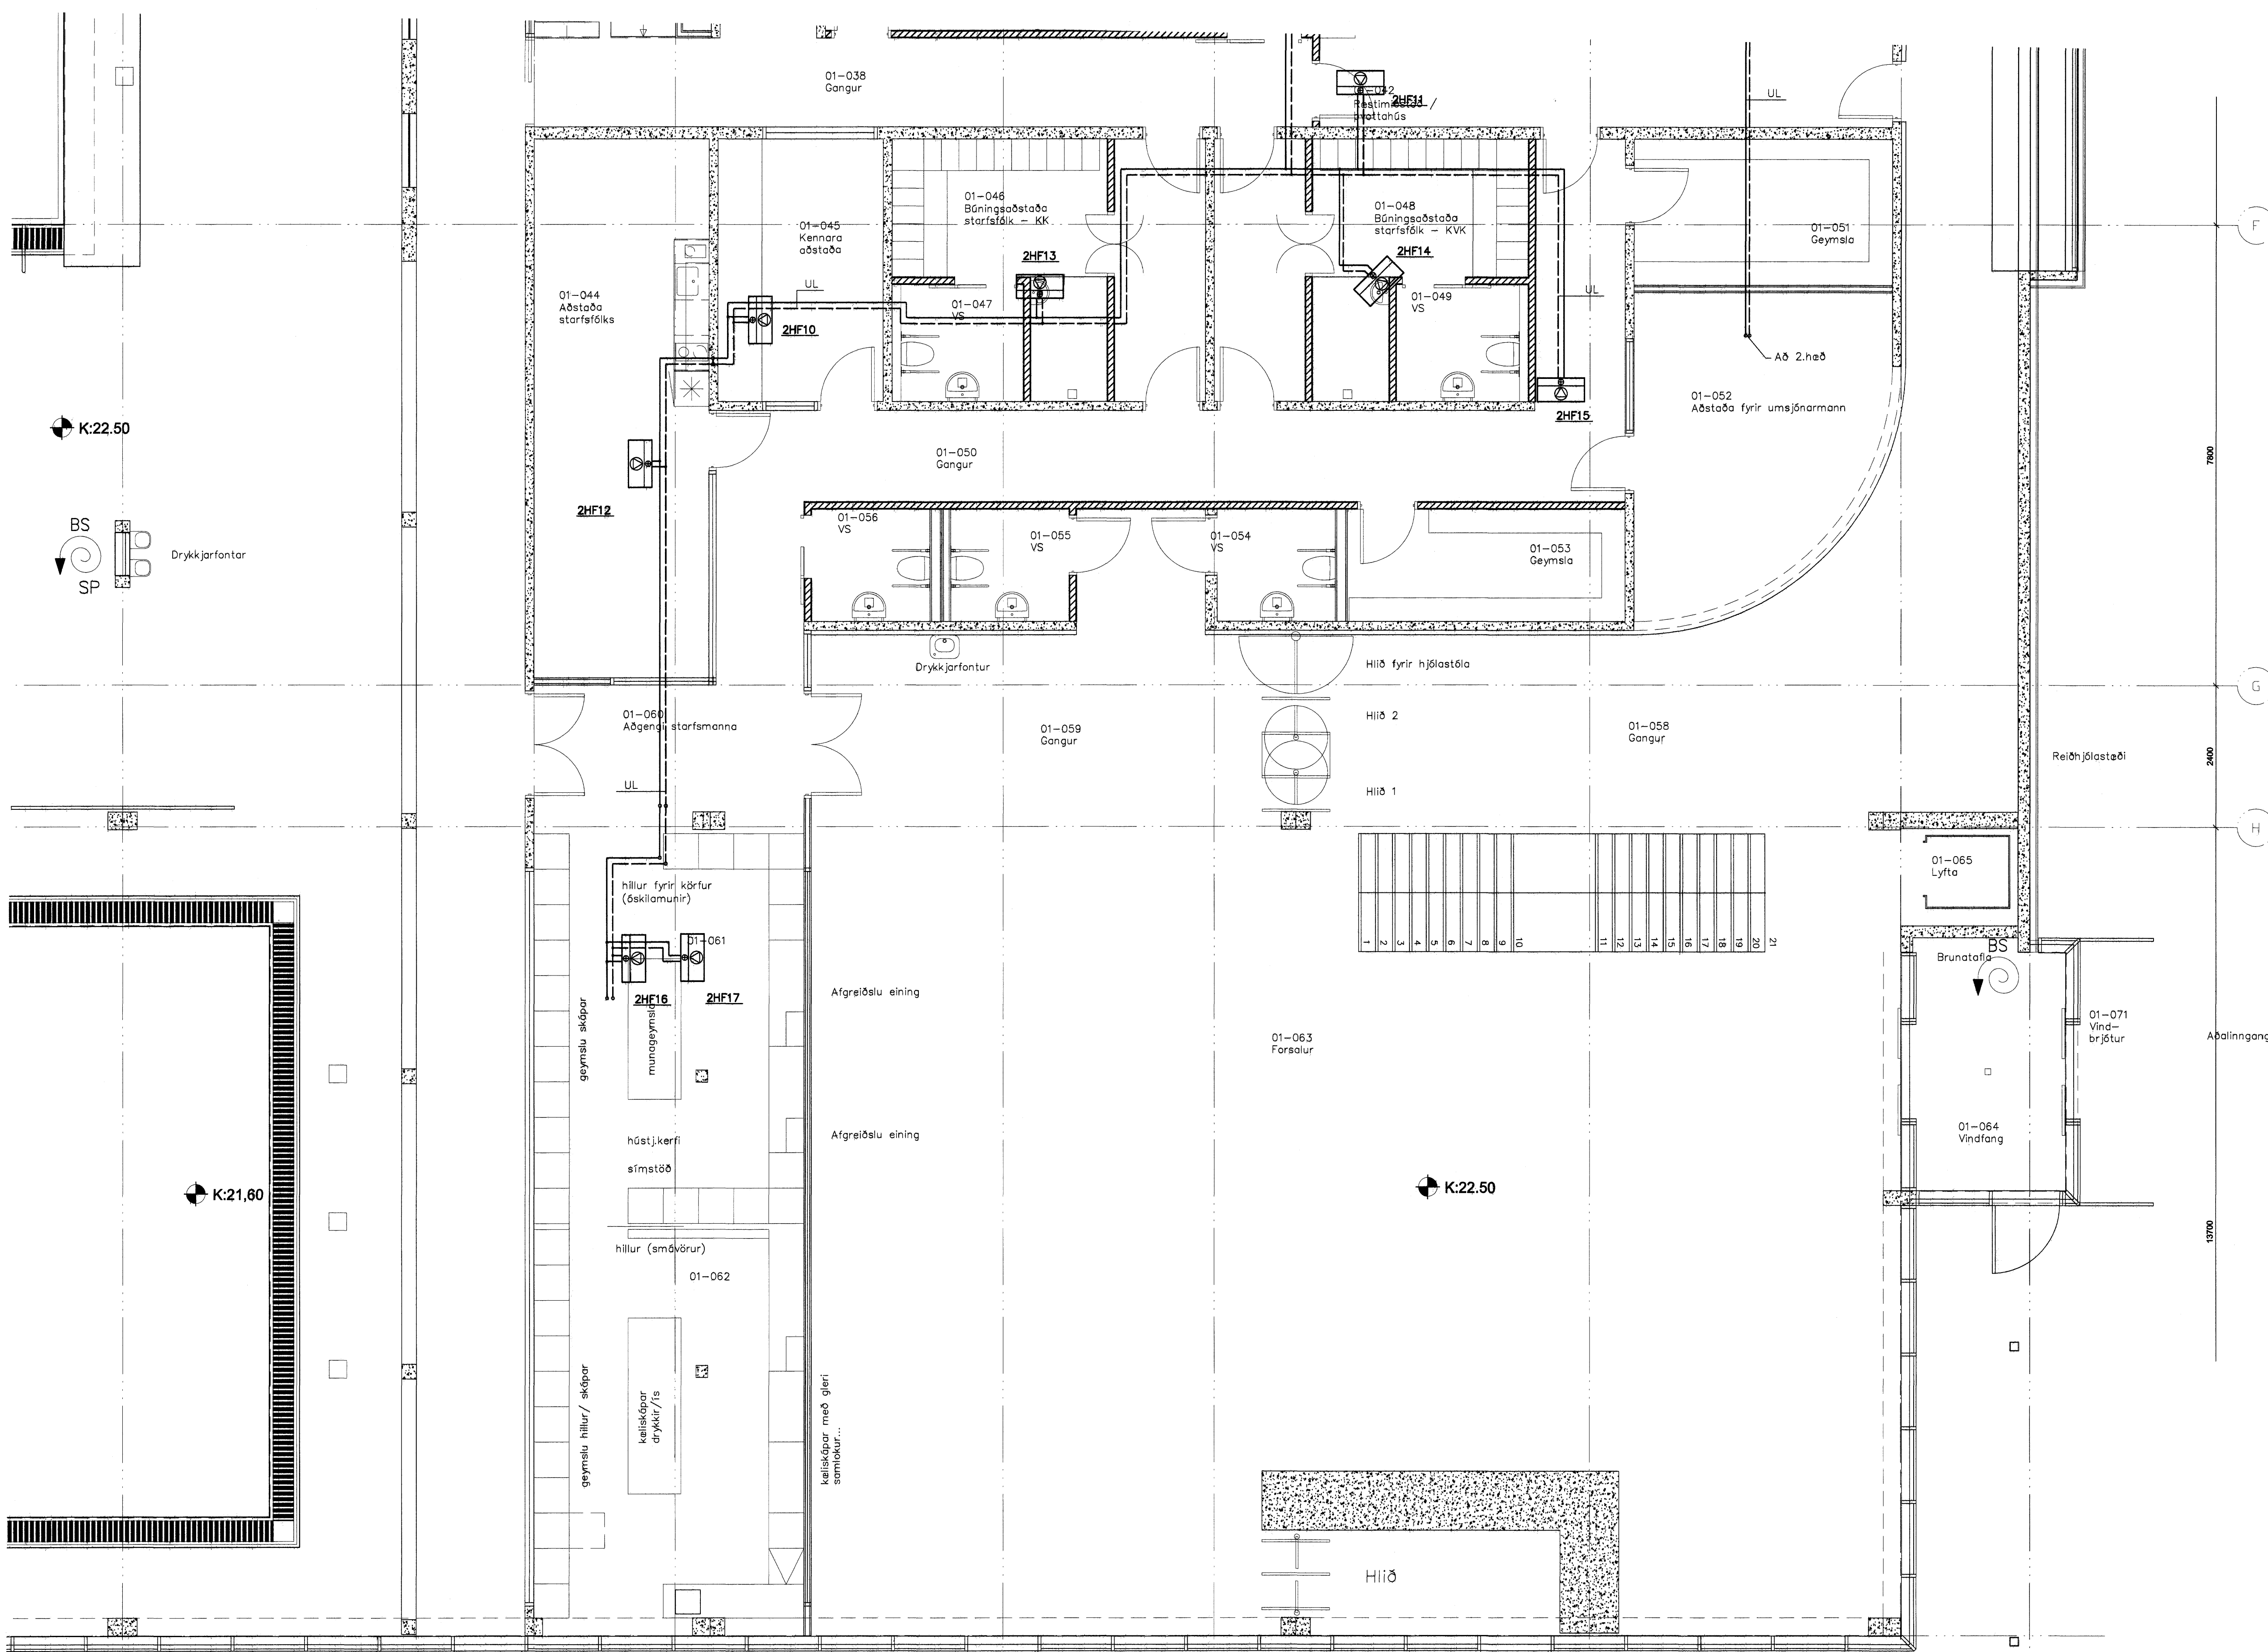 01-038
Gangur
01-042
2HF11
UL
01-044
Aðstaða
starfsfólks
01-045
Kennara
aðstaða
UL
2HF10
01-046
Búningsaðstaða
starfsfólk - KK
2HF13
01-047
VS
01-048
Búningsaðstaða
starfsfólk - KVK
2HF14
01-049
VS
UL
2HF15
01-051
Geymsla
Að 2.hæð
01-052
Aðstaða fyrir umsjónarmann
F
K:22.50
BS
SP
Drykkjarfontar
2HF12
01-050
Gangur
01-056
VS
01-055
VS
01-054
VS
01-053
Geymsla
7800
Drykkjarfontur
Hlið fyrir hjólastóla
G
01-060
Aðgengi starfsmanna
01-059
Gangur
Hlið 2
01-058
Gangur
Reiðhjólastæði
2400
UL
Hlið 1
H
hillur fyrir körfur
(óskilamunir)
01-061
2HF16
2HF17
munageymsla
geymslu skápar
1
2
3
4
5
6
7
8
9
10
11
12
13
14
15
16
17
18
19
20
21
01-065
Lyfta
BS
Brunatafla
01-071
Vind-
brjótur
Aðalinngang
Afgreiðslu eining
01-063
Forsalur
Afgreiðslu eining
hústj.kerfi
símstöð
01-064
Vindfang
K:21,60
K:22.50
13700
hillur (smávörur)
01-062
geymslu hillur/ skápar
kæliskápar
drykkir/ís
kæliskápar með gleri
samlokur...
Hlið